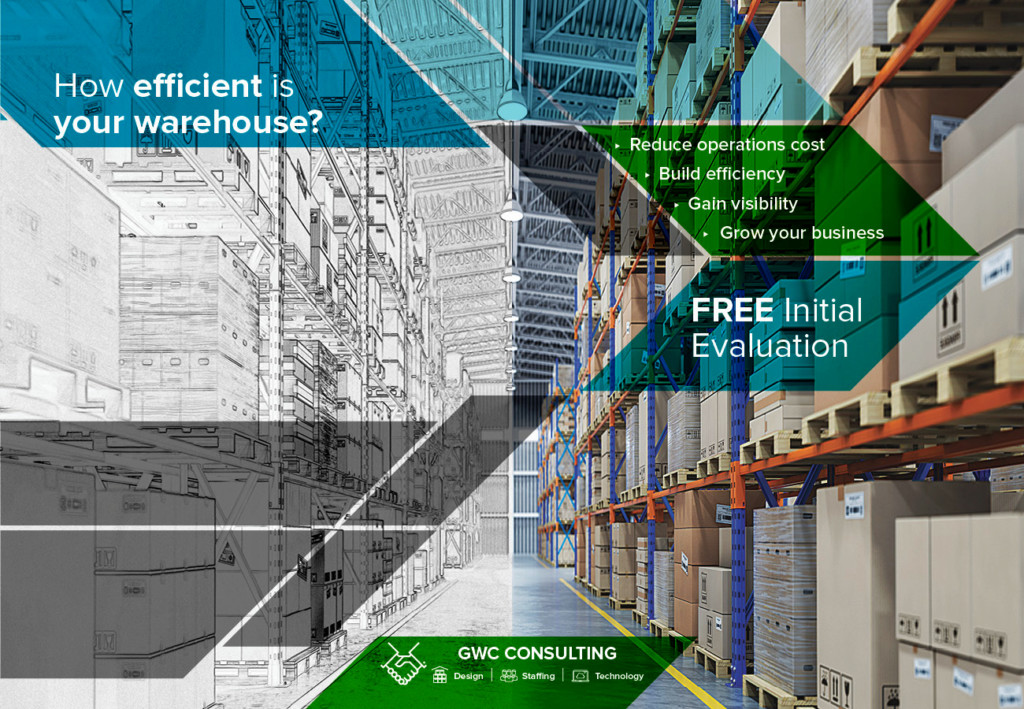 How efficient is
your warehouse?
Reduce operations cost
Build efficiency
Gain visibility
Grow your business
FREE Initial
Evaluation
GWC CONSULTING
Design | Staffing | Technology